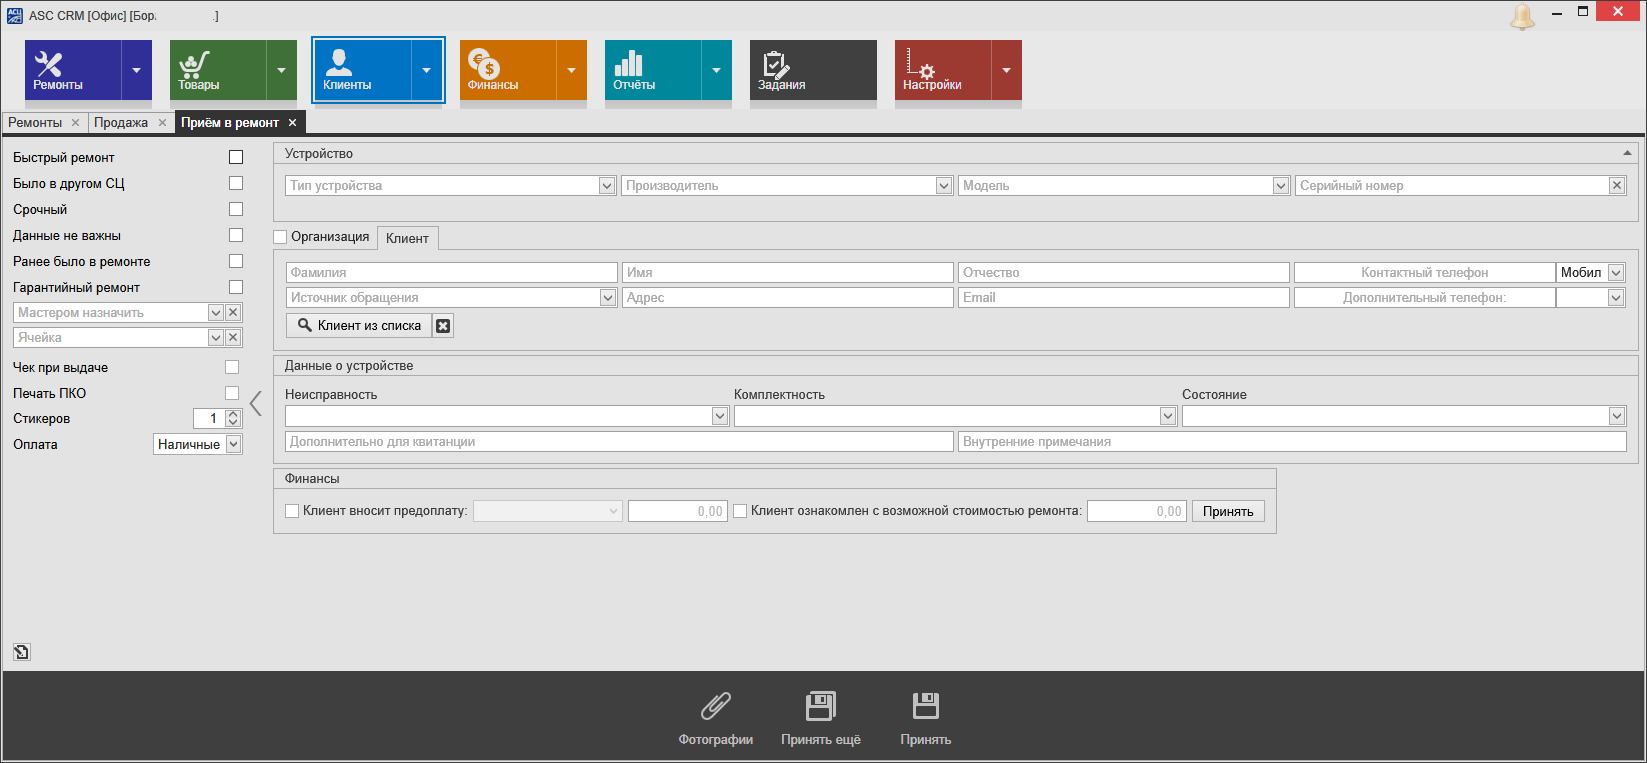 АСЦ ASC CRM [Офис] [Бор .]
Ремонты Товары Клиенты Финансы Отчёты Задания Настройки
Ремонты Продажа Приём в ремонт
Быстрый ремонт
Было в другом СЦ
Срочный
Данные не важны
Ранее было в ремонте
Гарантийный ремонт
Мастером назначить
Ячейка
Чек при выдаче
Печать ПКО
Стикеров 1
Оплата Наличные
Устройство
Тип устройства Производитель Модель Серийный номер
Организация Клиент
Фамилия Имя Отчество Контактный телефон Мобил
Источник обращения Адрес Email Дополнительный телефон:
Клиент из списка
Данные о устройстве
Неисправность Комплектность Состояние
Дополнительно для квитанции Внутренние примечания
Финансы
Клиент вносит предоплату: 0,00 Клиент ознакомлен с возможной стоимостью ремонта: 0,00 Принять
Фотографии Принять ещё Принять